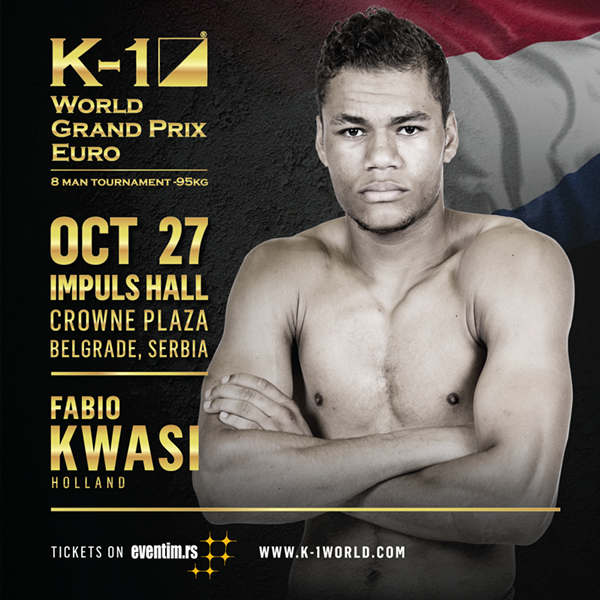 K-1®
WORLD
GRAND PRIX
EURO
8 MAN TOURNAMENT -95KG
OCT 27
IMPULS HALL
CROWNE PLAZA
BELGRADE, SERBIA
FABIO
KWASI
HOLLAND
TICKETS ON eventim.rs WWW.K-1WORLD.COM